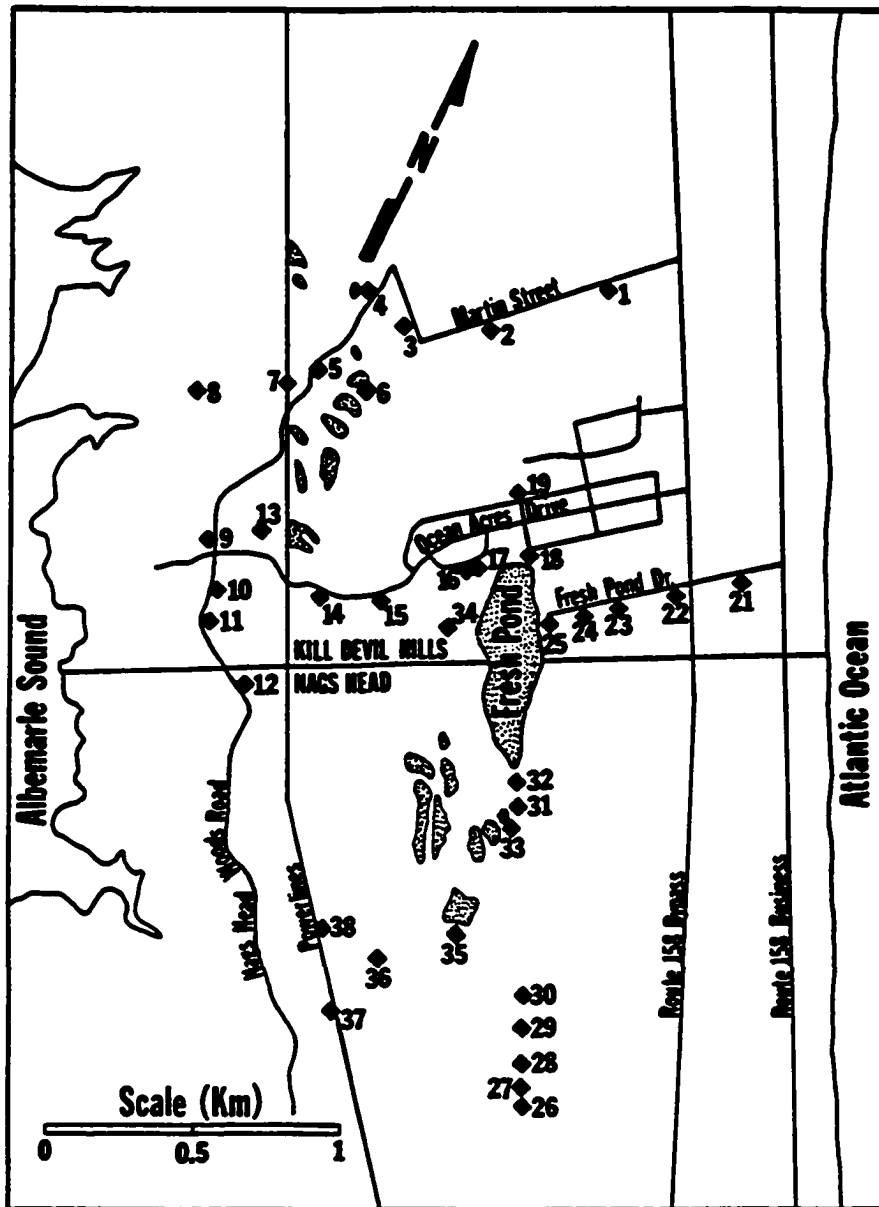 N
4
Martin Street
1
3
2
5
7
8
6
19
13
Ocean Acres Drive
9
16
17
18
10
14
15
34
Fresh Pond Dr.
21
22
23
24
25
11
KILL DEVIL HILLS
NAGS HEAD
12
Fresh Pond
Albemarle Sound
Atlantic Ocean
32
31
33
Nags Head Woods Road
Powerlines
Route 158 Bypass
Route 158 Business
38
35
36
37
30
29
28
27
26
Scale (Km)
0
0.5
1